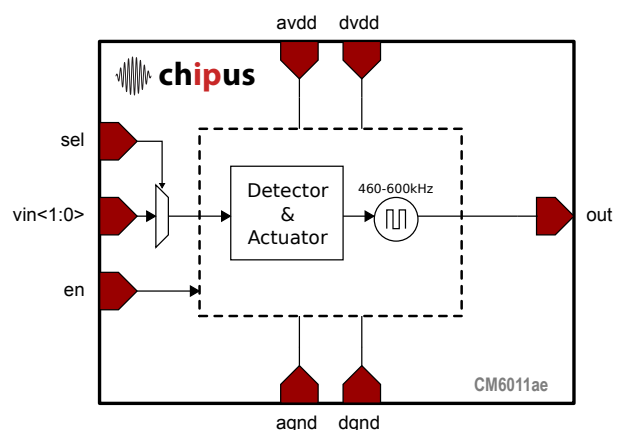 avdd dvdd
chipus
sel
460-600kHz
Detector
&
Actuator
vin<1:0>
out
en
CM6011ae
agnd dgnd